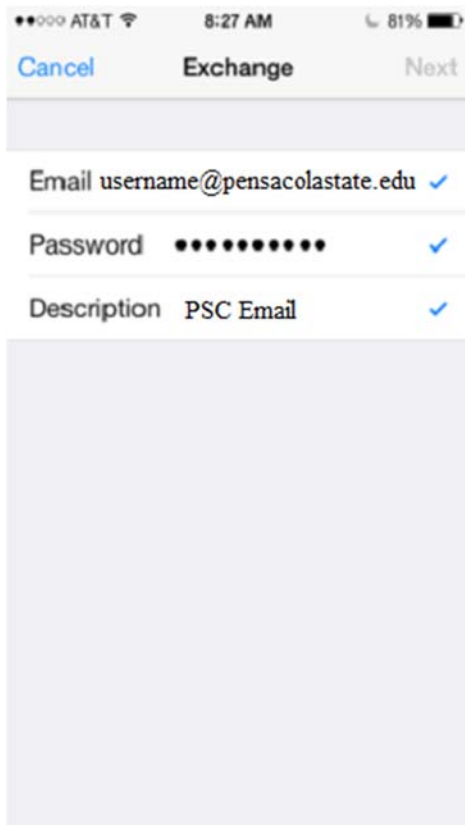 AT&T 8:27 AM 81%
Cancel Exchange Next
Email username@pensacolastate.edu
Password ••••••••••
Description PSC Email